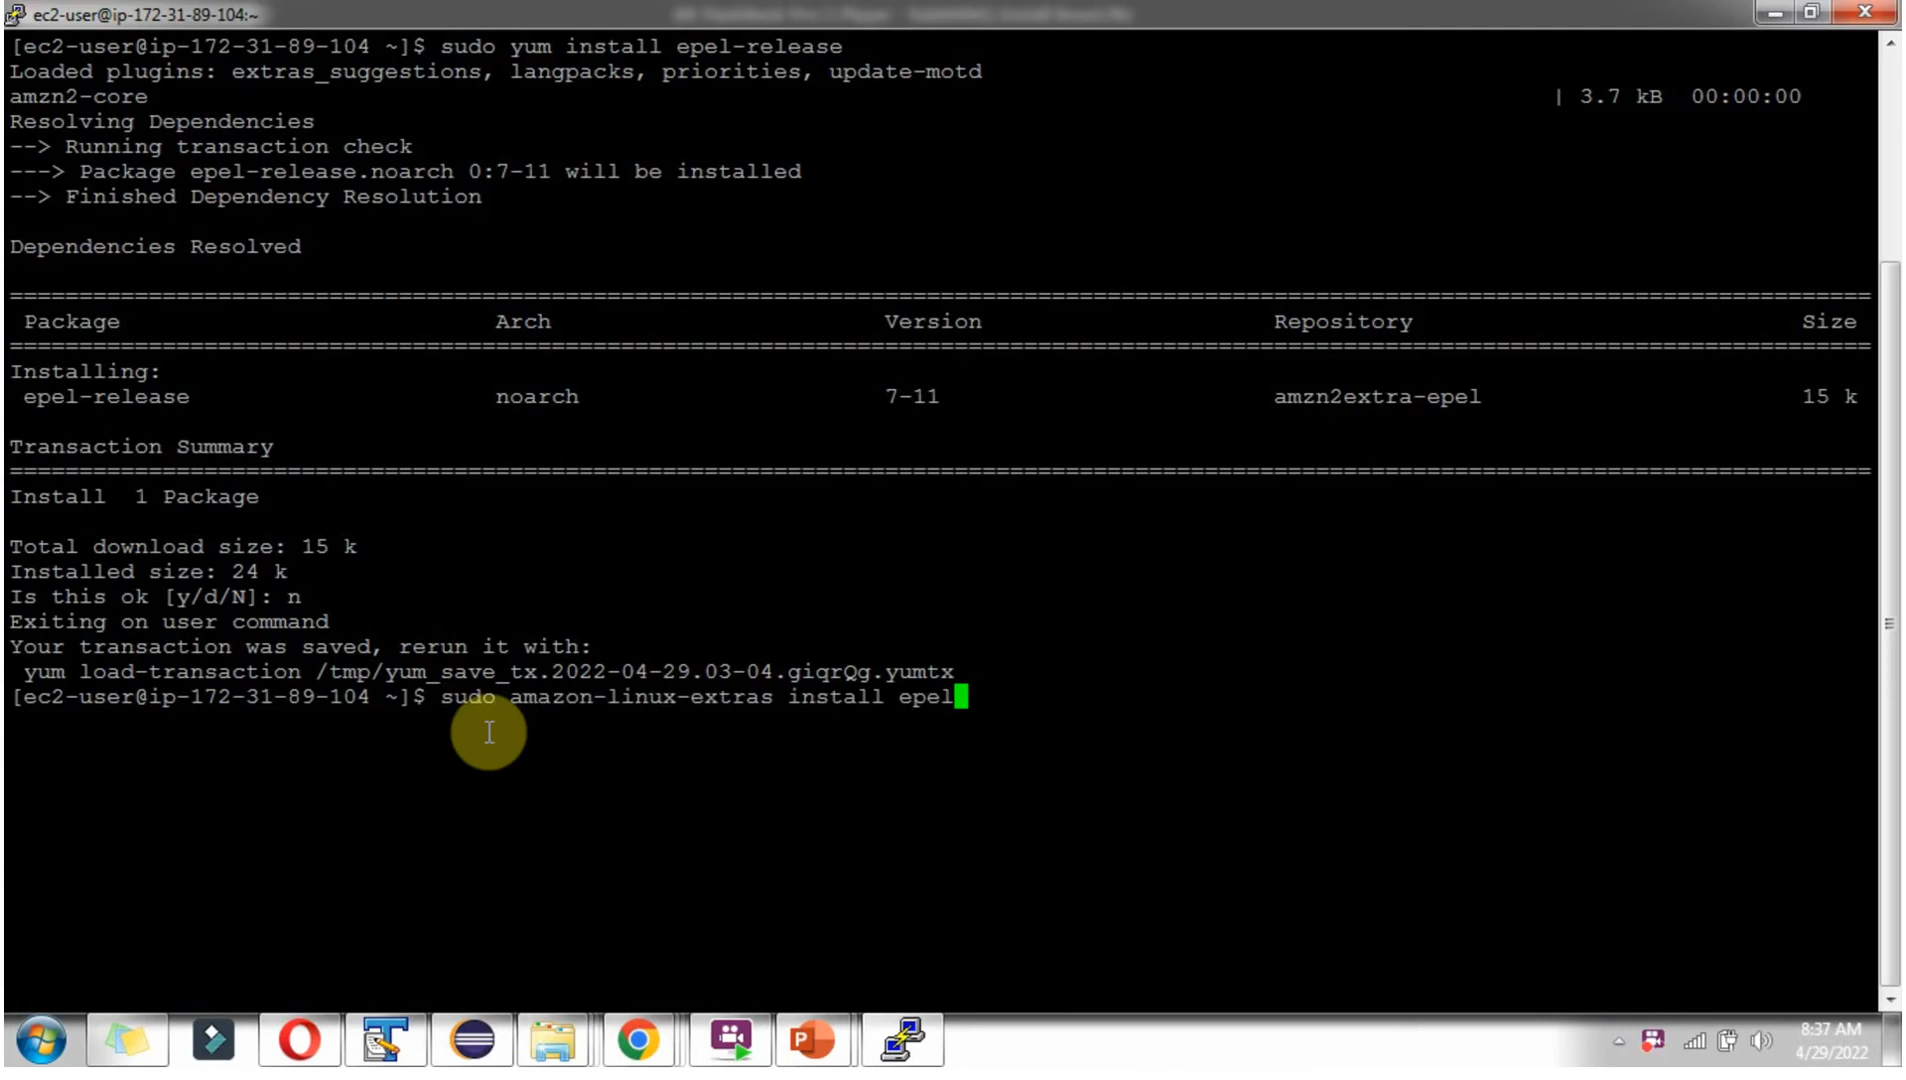 ec2-user@ip-172-31-89-104:~
[ec2-user@ip-172-31-89-104 ~]$ sudo yum install epel-release
Loaded plugins: extras_suggestions, langpacks, priorities, update-motd
amzn2-core | 3.7 kB 00:00:00
Resolving Dependencies
--> Running transaction check
---> Package epel-release.noarch 0:7-11 will be installed
--> Finished Dependency Resolution
Dependencies Resolved
Package Arch Version Repository Size
Installing:
epel-release noarch 7-11 amzn2extra-epel 15 k
Transaction Summary
Install 1 Package
Total download size: 15 k
Installed size: 24 k
Is this ok [y/d/N]: n
Exiting on user command
Your transaction was saved, rerun it with:
yum load-transaction /tmp/yum_save_tx.2022-04-29.03-04.giqrQg.yumtx
[ec2-user@ip-172-31-89-104 ~]$ sudo amazon-linux-extras install epel
8:37 AM
4/29/2022